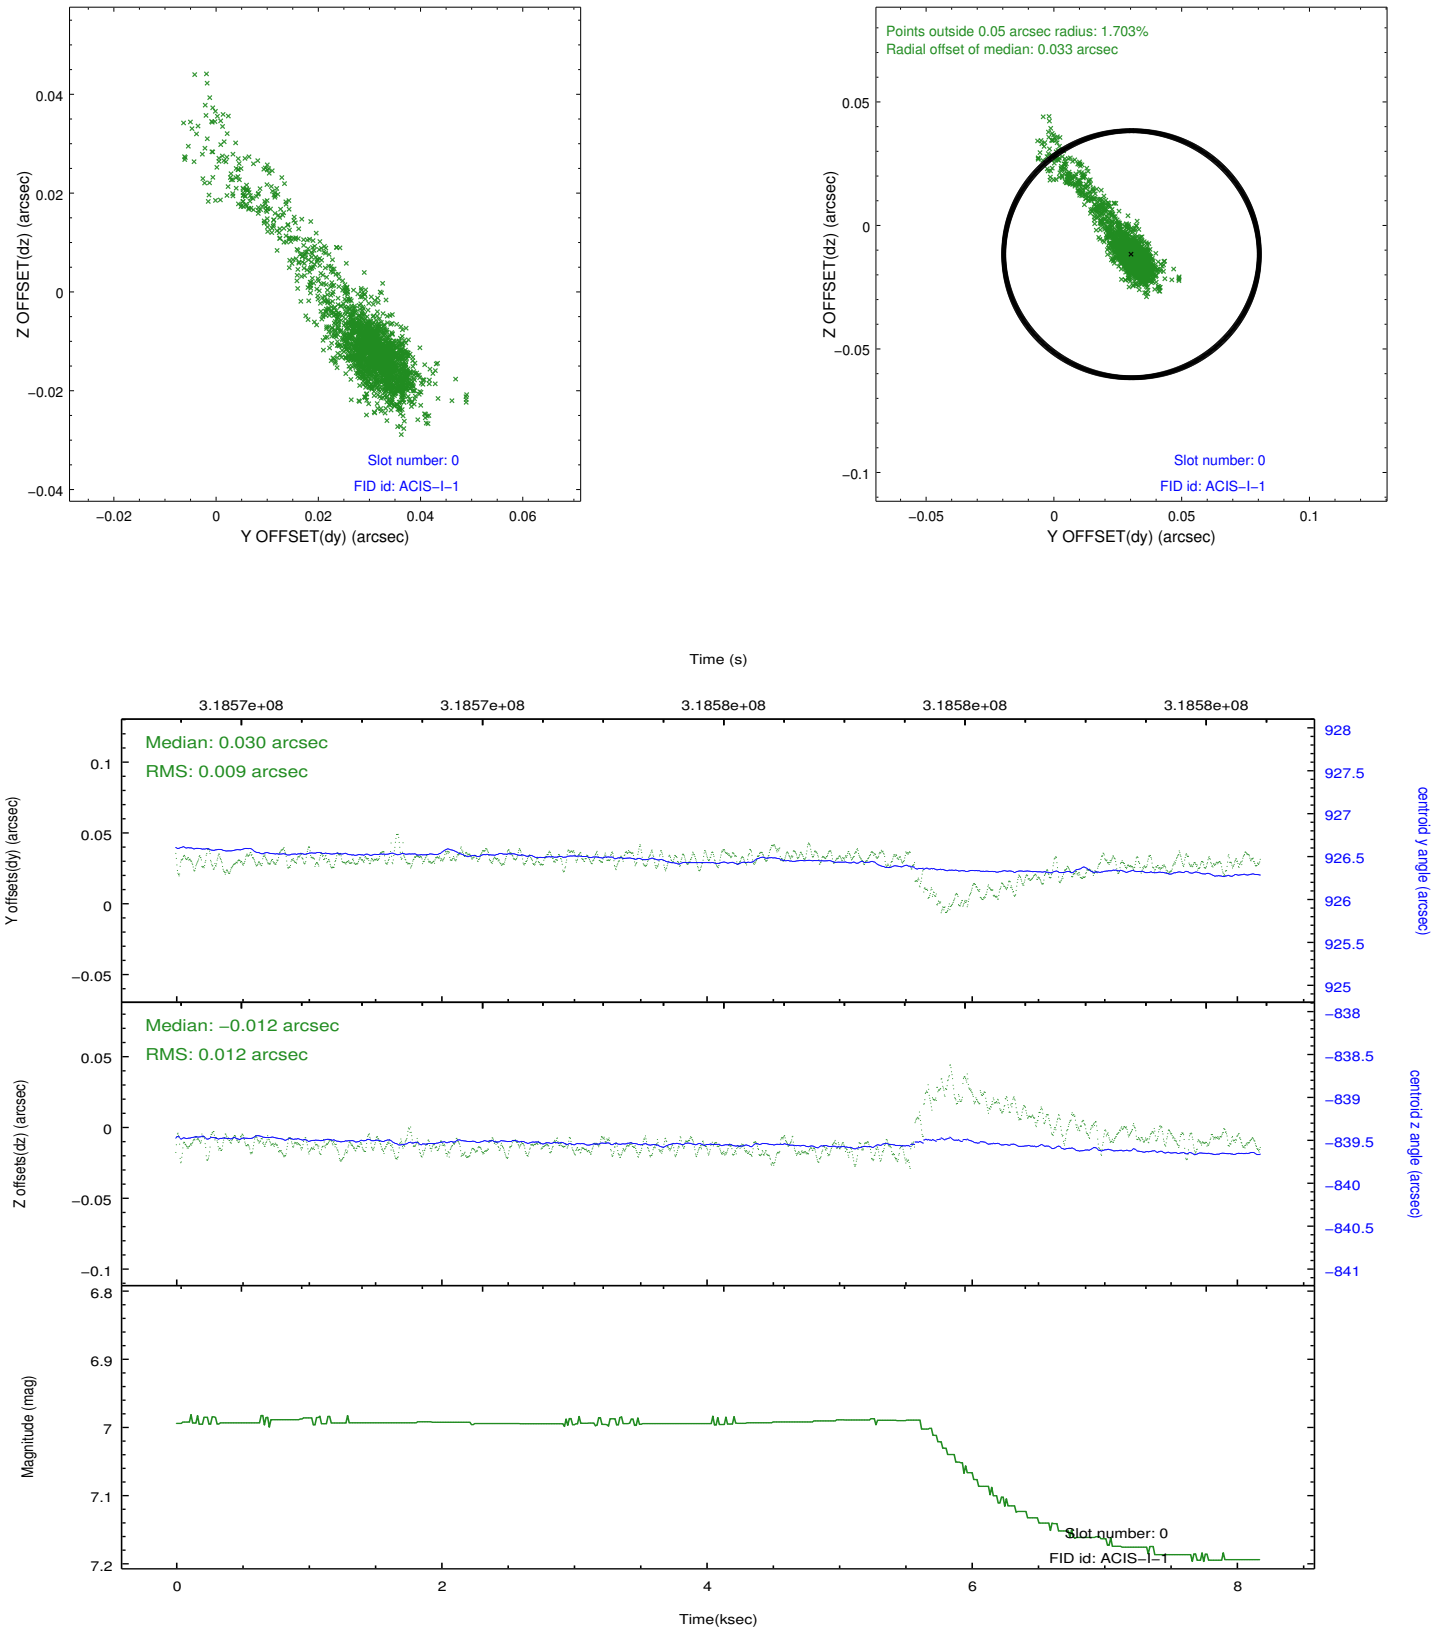 0.04
0.02
0
−0.02
−0.04
Z OFFSET(dz) (arcsec)
Slot number: 0
FID id: ACIS−I−1
−0.02
0
0.02
0.04
0.06
Y OFFSET(dy) (arcsec)
Points outside 0.05 arcsec radius: 1.703%
Radial offset of median: 0.033 arcsec
0.05
0
−0.05
−0.1
Z OFFSET(dz) (arcsec)
Slot number: 0
FID id: ACIS−I−1
−0.05
0
0.05
0.1
Y OFFSET(dy) (arcsec)
Time (s)
3.1857e+08
3.1857e+08
3.1858e+08
3.1858e+08
3.1858e+08
Median: 0.030 arcsec
RMS: 0.009 arcsec
0.1
0.05
0
−0.05
Y offsets(dy) (arcsec)
928
927.5
927
926.5
926
925.5
925
centroid y angle (arcsec)
Median: −0.012 arcsec
RMS: 0.012 arcsec
0.05
0
−0.05
−0.1
Z offsets(dz) (arcsec)
−838
−838.5
−839
−839.5
−840
−840.5
−841
centroid z angle (arcsec)
6.8
6.9
7
7.1
7.2
Magnitude (mag)
Slot number: 0
FID id: ACIS−I−1
0
2
4
6
8
Time(ksec)